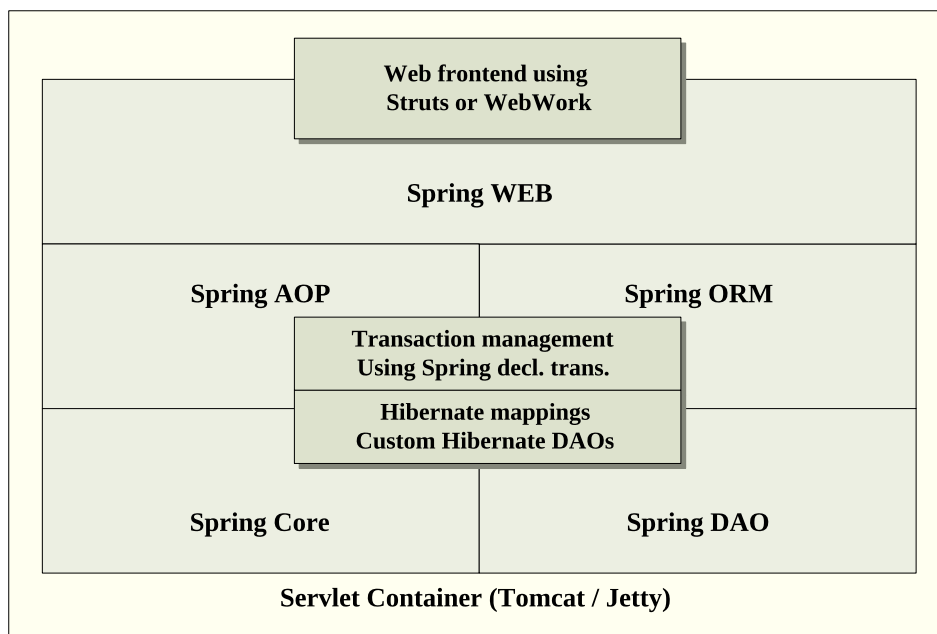 Web frontend using
Struts or WebWork
Spring WEB
Spring AOP
Spring ORM
Transaction management
Using Spring decl. trans.
Hibernate mappings
Custom Hibernate DAOs
Spring Core
Spring DAO
Servlet Container (Tomcat / Jetty)